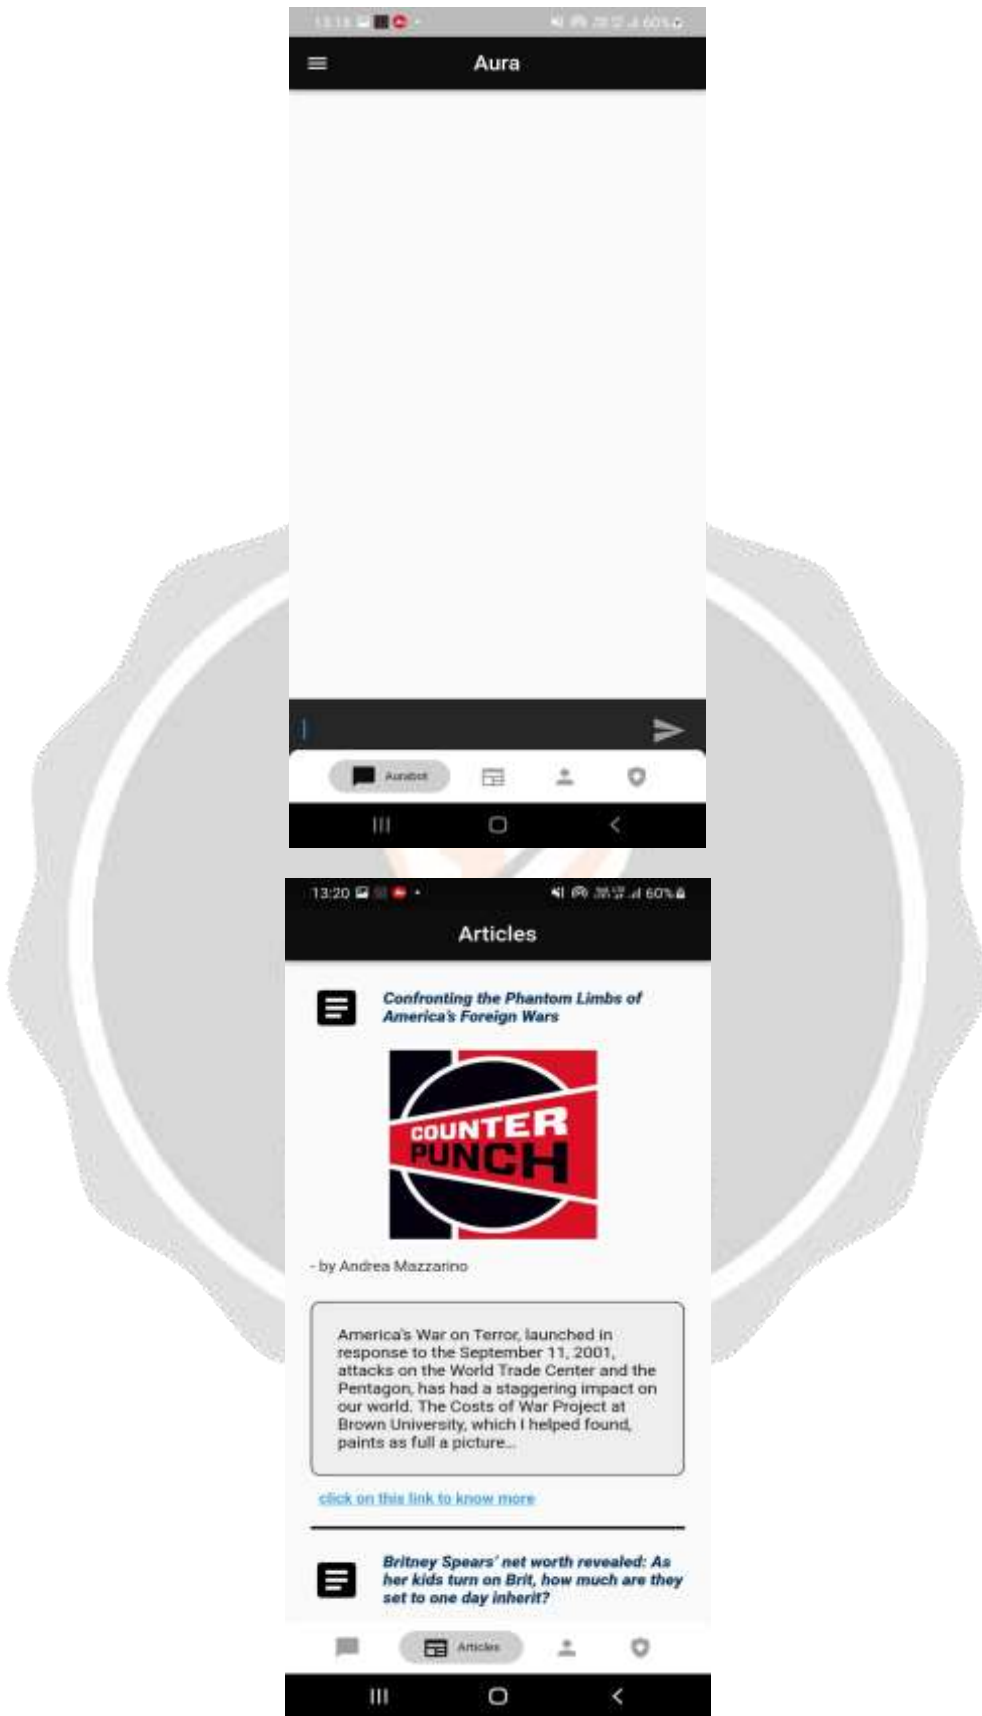 Aura
Aurabot
13:20
60%
Articles
Confronting the Phantom Limbs of
America's Foreign Wars
COUNTER
PUNCH
- by Andrea Mazzarino
America's War on Terror, launched in
response to the September 11, 2001,
attacks on the World Trade Center and the
Pentagon, has had a staggering impact on
our world. The Costs of War Project at
Brown University, which I helped found,
paints as full a picture...
click on this link to know more
Britney Spears' net worth revealed: As
her kids turn on Brit, how much are they
set to one day inherit?
Articles